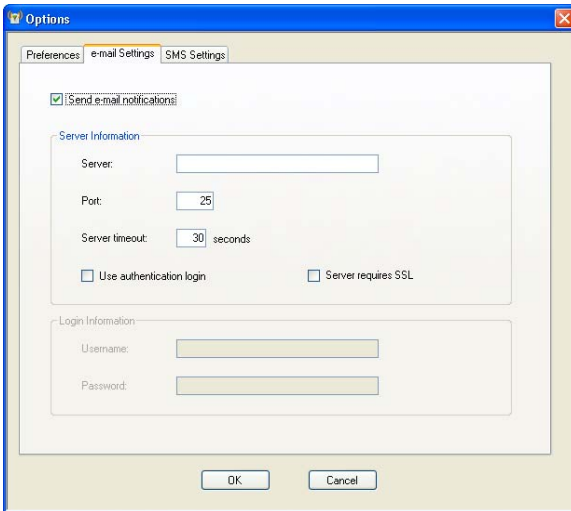 Options
Preferences e-mail Settings SMS Settings
Send e-mail notifications
Server Information
Server:
Port: 25
Server timeout: 30 seconds
Use authentication login Server requires SSL
Login Information
Username:
Password:
OK Cancel